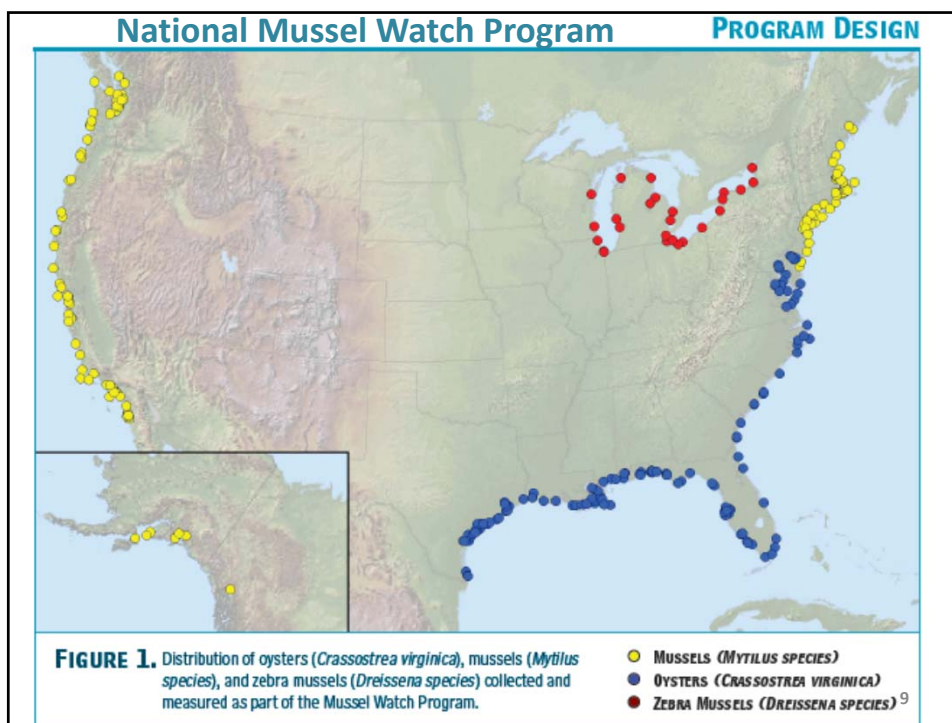 National Mussel Watch Program
PROGRAM DESIGN
FIGURE 1. Distribution of oysters (Crassostrea virginica), mussels (Mytilus
species), and zebra mussels (Dreissena species) collected and
measured as part of the Mussel Watch Program.
MUSSELS (MYTILUS SPECIES)
OYSTERS (CRASSOSTREA VIRGINICA)
ZEBRA MUSSELS (DREISSENA SPECIES) 9